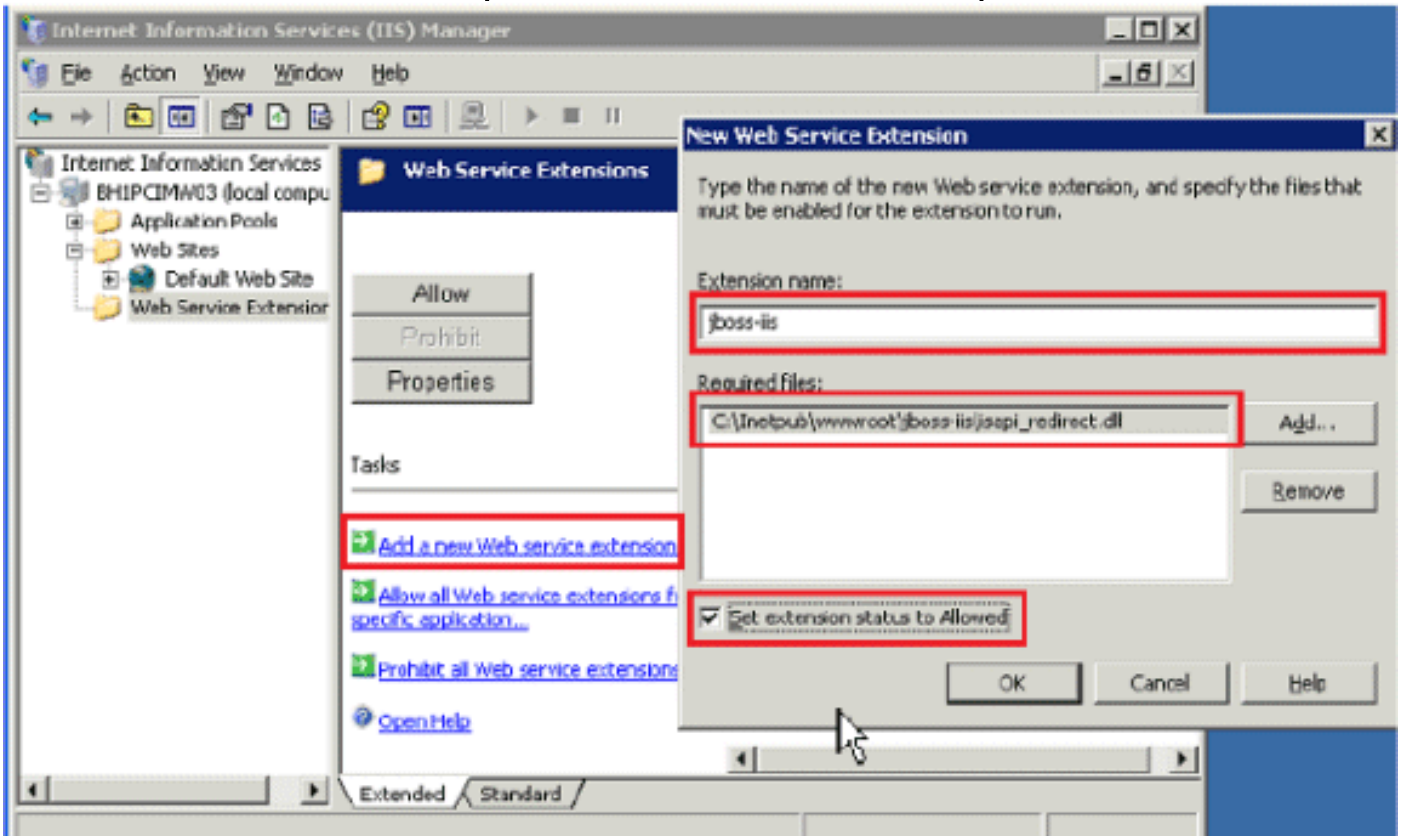 Internet Information Services (IIS) Manager
File Action View Window Help
Internet Information Services
BH1PCIMW03 (local compu
Application Pools
Web Sites
Default Web Site
Web Service Extension
Web Service Extensions
Allow
Prohibit
Properties
Tasks
Add a new Web service extension
Allow all Web service extensions f
specific application...
Prohibit all Web service extensions
Open Help
Extended
Standard
New Web Service Extension
Type the name of the new Web service extension, and specify the files that
must be enabled for the extension to run.
Extension name:
jboss-iis
Required files:
C:\Inetpub\wwwroot\jboss-iis\isapi_redirect.dll
Add...
Remove
Set extension status to Allowed
OK
Cancel
Help